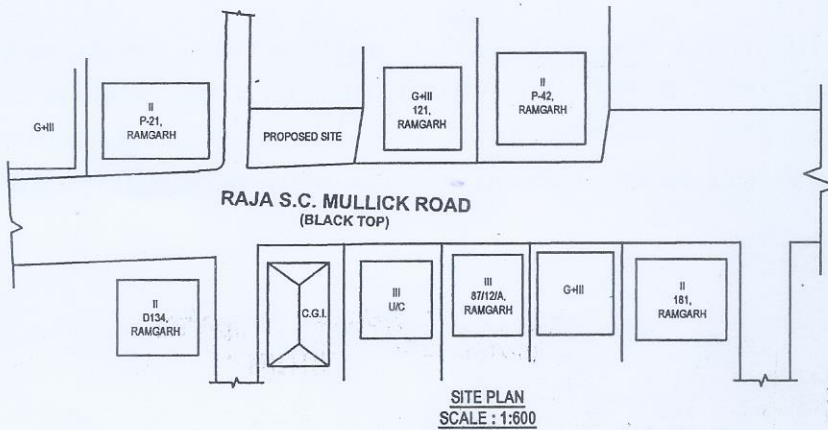 G+III
II
P-21,
RAMGARH
PROPOSED SITE
G+III
121,
RAMGARH
II
P-42,
RAMGARH
RAJA S.C. MULLICK ROAD
(BLACK TOP)
II
D134,
RAMGARH
C.G.I.
III
U/C
III
87/12/A,
RAMGARH
G+III
II
181,
RAMGARH
SITE PLAN
SCALE : 1:600